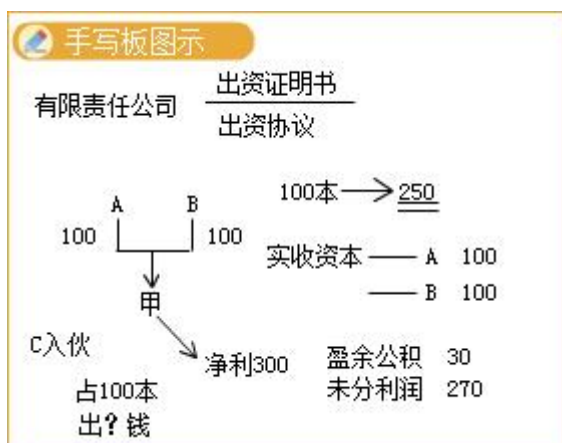 手写板图示
有限责任公司
出资证明书
出资协议
100本 250
A B
100 100
实收资本 A 100
B 100
甲
C入伙
净利300
盈余公积 30
占100本
未分利润 270
出?钱